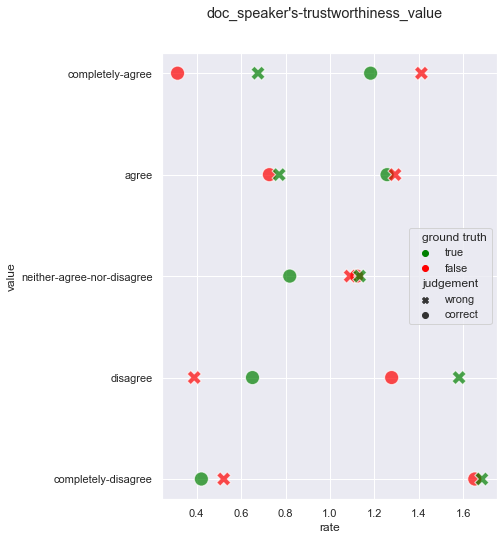 doc_speaker's-trustworthiness_value
completely-agree
agree
neither-agree-nor-disagree
disagree
completely-disagree
value
ground truth
true
false
judgement
wrong
correct
0.4 0.6 0.8 1.0 1.2 1.4 1.6
rate